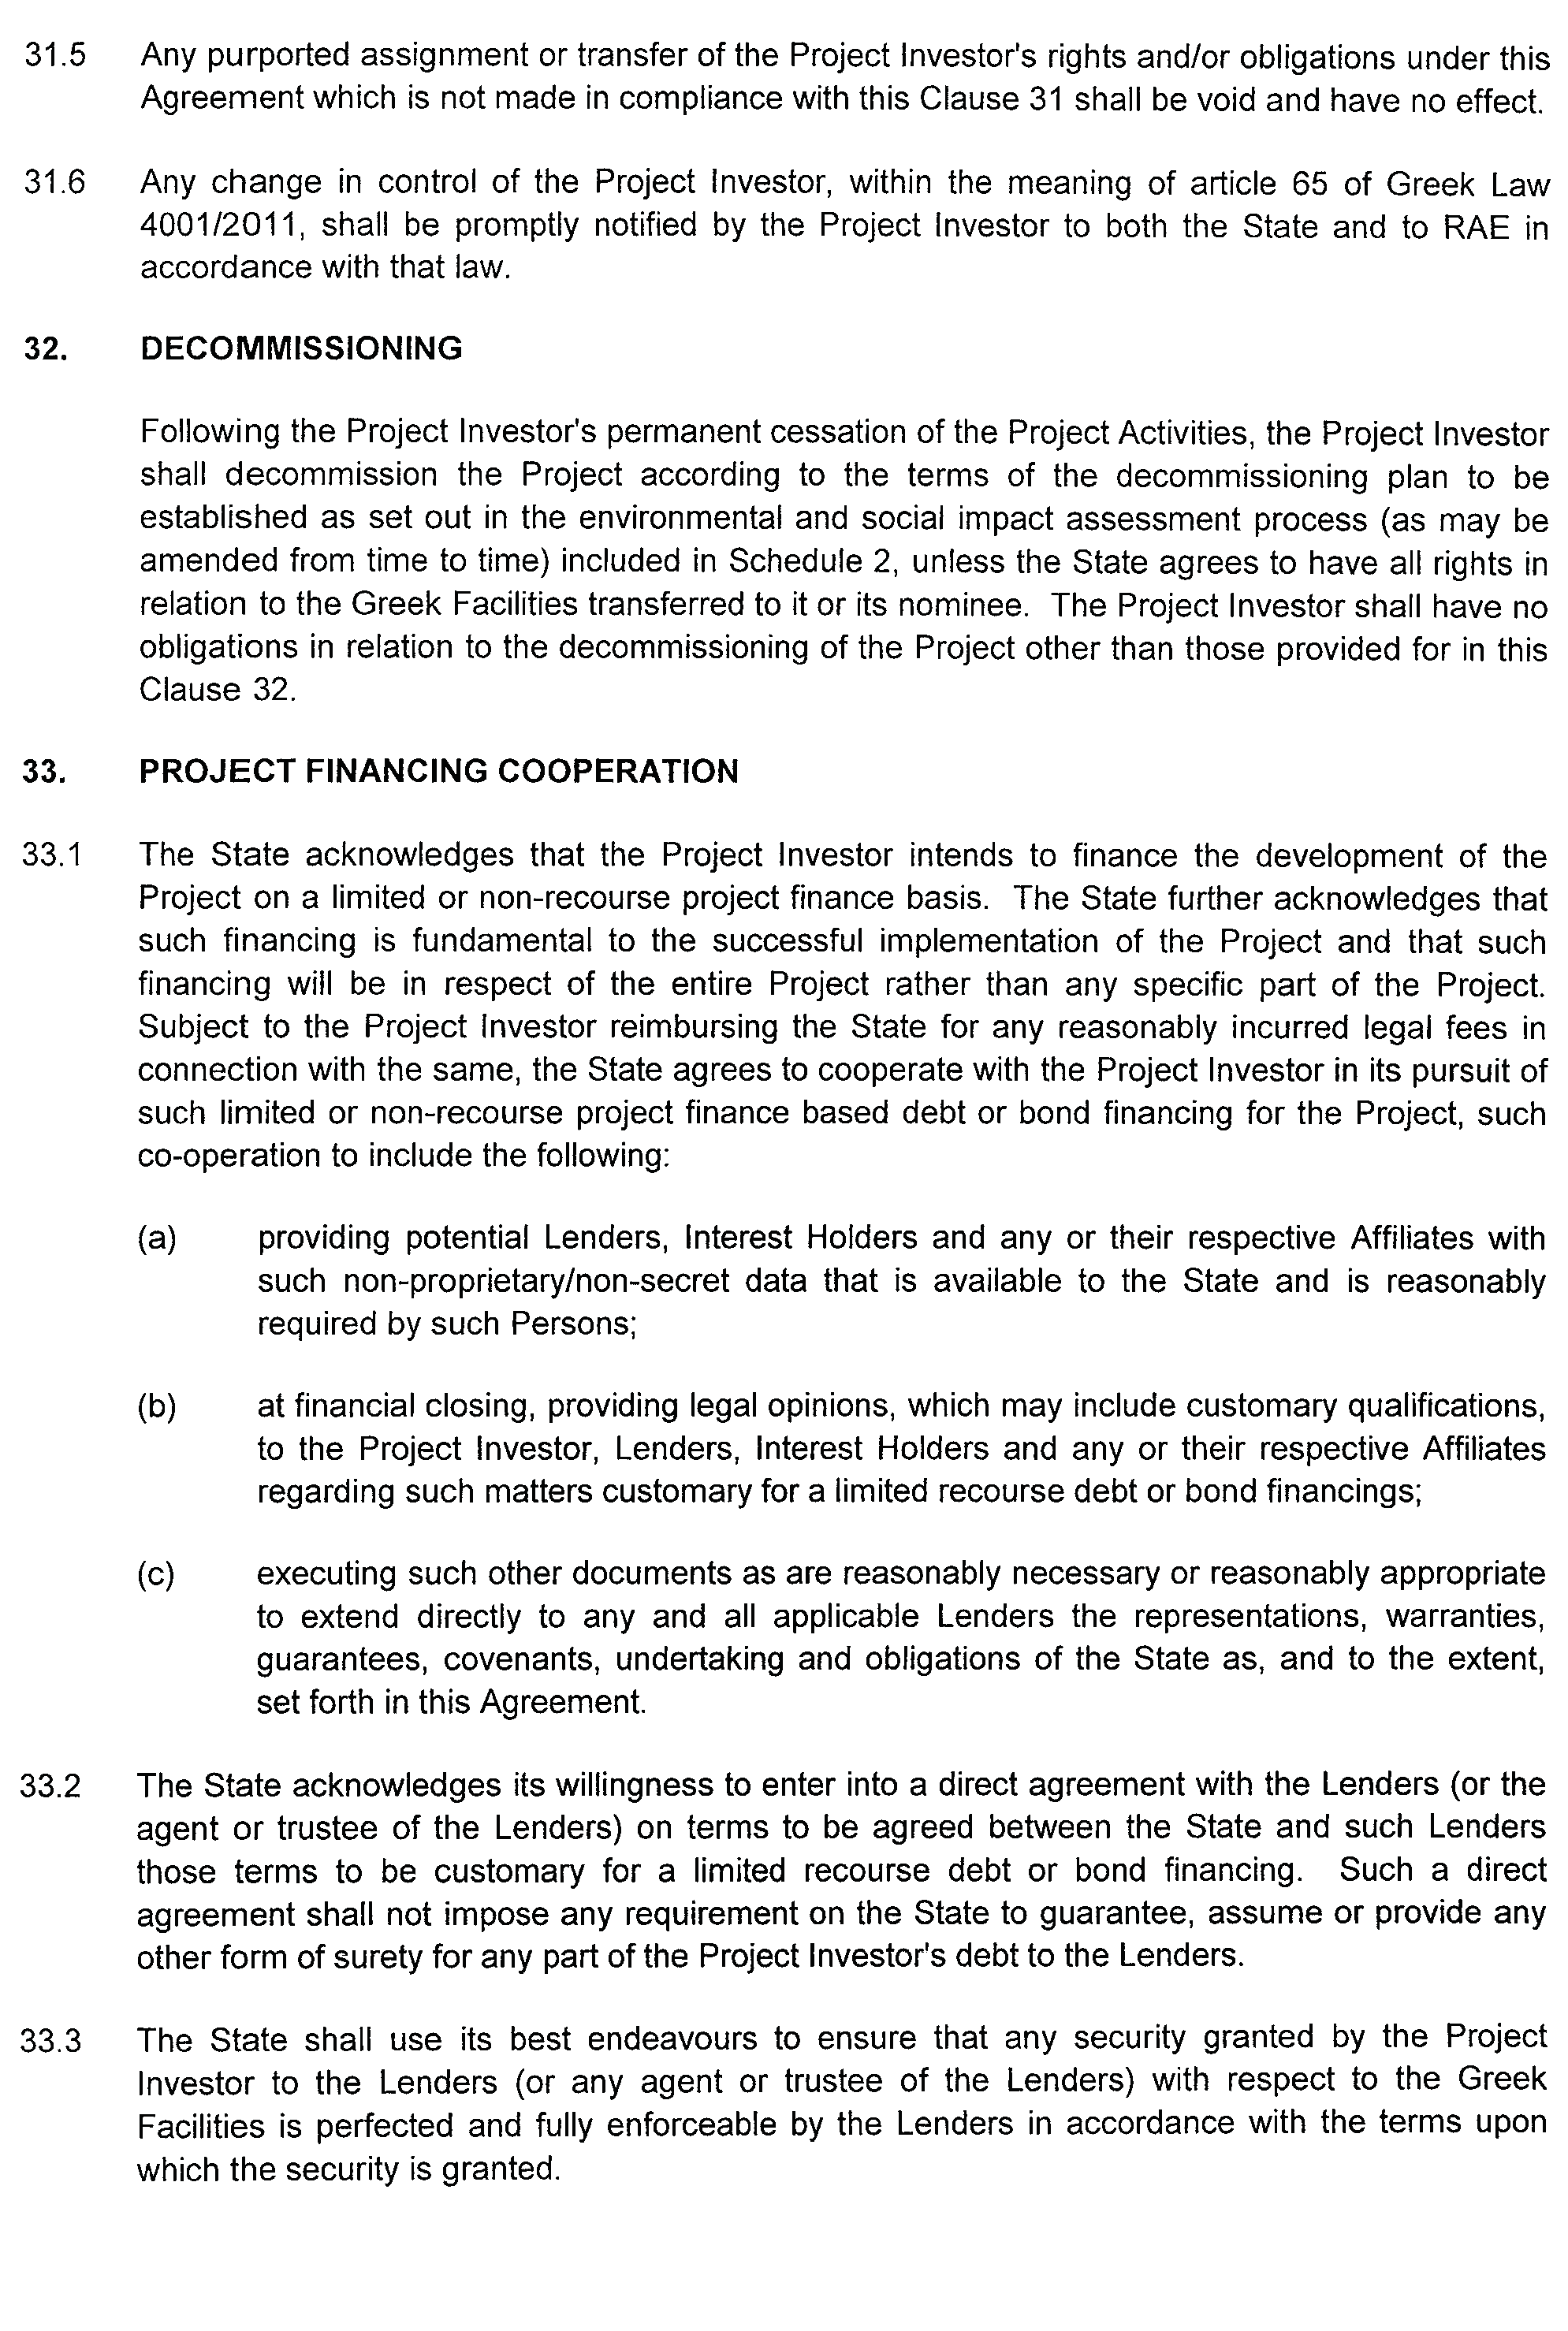 31.5 Any purported assignment or transfer of the Project Investor's rights and/or obligations under this
Agreement which is not made in compliance with this Clause 31 shall be void and have no effect.
31.6 Any change in control of the Project Investor, within the meaning of article 65 of Greek Law
4001/2011, shall be promptly notified by the Project Investor to both the State and to RAE in
accordance with that law.
32. DECOMMISSIONING
Following the Project Investor's permanent cessation of the Project Activities, the Project Investor
shall decommission the Project according to the terms of the decommissioning plan to be
established as set out in the environmental and social impact assessment process (as may be
amended from time to time) included in Schedule 2, unless the State agrees to have all rights in
relation to the Greek Facilities transferred to it or its nominee. The Project Investor shall have no
obligations in relation to the decommissioning of the Project other than those provided for in this
Clause 32.
33. PROJECT FINANCING COOPERATION
33.1 The State acknowledges that the Project Investor intends to finance the development of the
Project on a limited or non-recourse project finance basis. The State further acknowledges that
such financing is fundamental to the successful implementation of the Project and that such
financing will be in respect of the entire Project rather than any specific part of the Project.
Subject to the Project Investor reimbursing the State for any reasonably incurred legal fees in
connection with the same, the State agrees to cooperate with the Project Investor in its pursuit of
such limited or non-recourse project finance based debt or bond financing for the Project, such
co-operation to include the following:
(a) providing potential Lenders, Interest Holders and any or their respective Affiliates with
such non-proprietary/non-secret data that is available to the State and is reasonably
required by such Persons;
(b) at financial closing, providing legal opinions, which may include customary qualifications,
to the Project Investor, Lenders, Interest Holders and any or their respective Affiliates
regarding such matters customary for a limited recourse debt or bond financings;
(c) executing such other documents as are reasonably necessary or reasonably appropriate
to extend directly to any and all applicable Lenders the representations, warranties,
guarantees, covenants, undertaking and obligations of the State as, and to the extent,
set forth in this Agreement.
33.2 The State acknowledges its willingness to enter into a direct agreement with the Lenders (or the
agent or trustee of the Lenders) on terms to be agreed between the State and such Lenders
those terms to be customary for a limited recourse debt or bond financing. Such a direct
agreement shall not impose any requirement on the State to guarantee, assume or provide any
other form of surety for any part of the Project Investor's debt to the Lenders.
33.3 The State shall use its best endeavours to ensure that any security granted by the Project
Investor to the Lenders (or any agent or trustee of the Lenders) with respect to the Greek
Facilities is perfected and fully enforceable by the Lenders in accordance with the terms upon
which the security is granted.